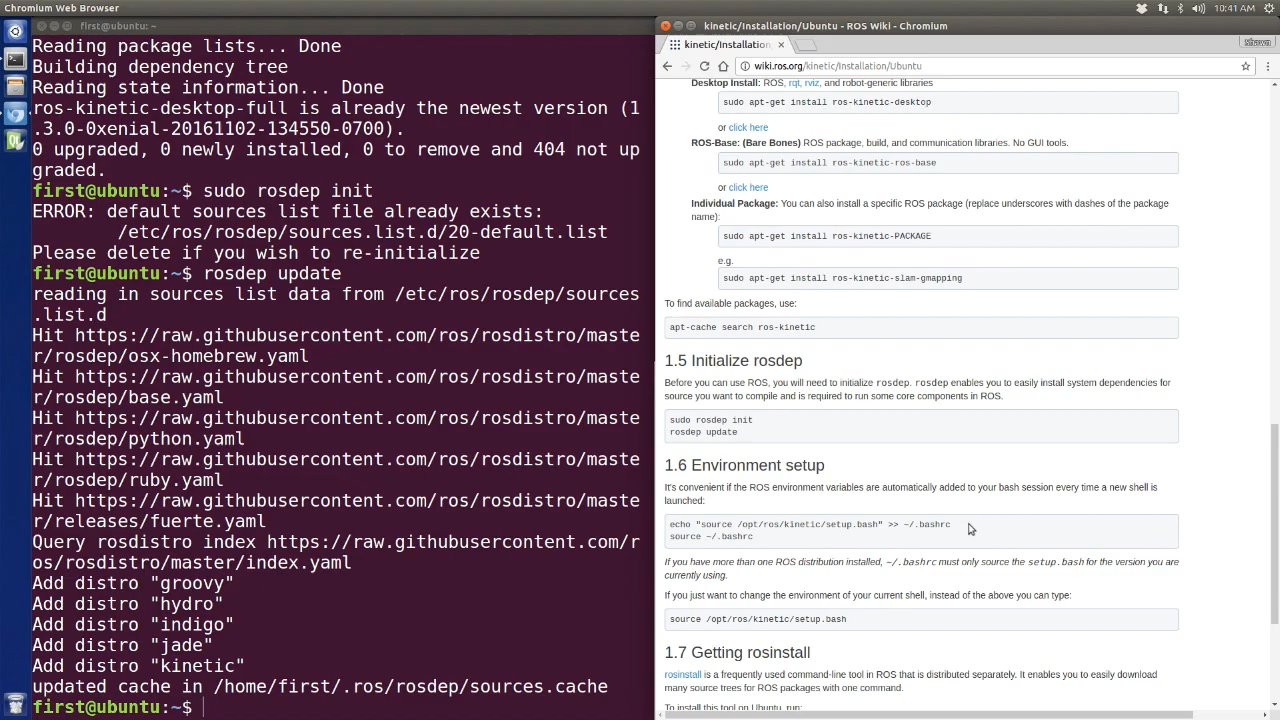 Chromium Web Browser
10:41 AM
first@ubuntu: ~
Reading package lists... Done
Building dependency tree
Reading state information... Done
ros-kinetic-desktop-full is already the newest version (1
.3.0-0xenial-20161102-134550-0700).
0 upgraded, 0 newly installed, 0 to remove and 404 not up
graded.
first@ubuntu:~$ sudo rosdep init
ERROR: default sources list file already exists:
/etc/ros/rosdep/sources.list.d/20-default.list
Please delete if you wish to re-initialize
first@ubuntu:~$ rosdep update
reading in sources list data from /etc/ros/rosdep/sources
.list.d
Hit https://raw.githubusercontent.com/ros/rosdistro/maste
r/rosdep/osx-homebrew.yaml
Hit https://raw.githubusercontent.com/ros/rosdistro/maste
r/rosdep/base.yaml
Hit https://raw.githubusercontent.com/ros/rosdistro/maste
r/rosdep/python.yaml
Hit https://raw.githubusercontent.com/ros/rosdistro/maste
r/rosdep/ruby.yaml
Hit https://raw.githubusercontent.com/ros/rosdistro/maste
r/releases/fuerte.yaml
Query rosdistro index https://raw.githubusercontent.com/r
os/rosdistro/master/index.yaml
Add distro "groovy"
Add distro "hydro"
Add distro "indigo"
Add distro "jade"
Add distro "kinetic"
updated cache in /home/first/.ros/rosdep/sources.cache
first@ubuntu:~$
kinetic/Installation/Ubuntu - ROS Wiki - Chromium
kinetic/Installation
Shawn
wiki.ros.org/kinetic/Installation/Ubuntu
Desktop Install: ROS, rqt, rviz, and robot-generic libraries
sudo apt-get install ros-kinetic-desktop
or click here
ROS-Base: (Bare Bones) ROS package, build, and communication libraries. No GUI tools.
sudo apt-get install ros-kinetic-ros-base
or click here
Individual Package: You can also install a specific ROS package (replace underscores with dashes of the package
name):
sudo apt-get install ros-kinetic-PACKAGE
e.g.
sudo apt-get install ros-kinetic-slam-gmapping
To find available packages, use:
apt-cache search ros-kinetic
1.5 Initialize rosdep
Before you can use ROS, you will need to initialize rosdep. rosdep enables you to easily install system dependencies for
source you want to compile and is required to run some core components in ROS.
sudo rosdep init
rosdep update
1.6 Environment setup
It's convenient if the ROS environment variables are automatically added to your bash session every time a new shell is
launched:
echo "source /opt/ros/kinetic/setup.bash" >> ~/.bashrc
source ~/.bashrc
If you have more than one ROS distribution installed, ~/.bashrc must only source the setup.bash for the version you are
currently using.
If you just want to change the environment of your current shell, instead of the above you can type:
source /opt/ros/kinetic/setup.bash
1.7 Getting rosinstall
rosinstall is a frequently used command-line tool in ROS that is distributed separately. It enables you to easily download
many source trees for ROS packages with one command.
To install this tool on Ubuntu, run: